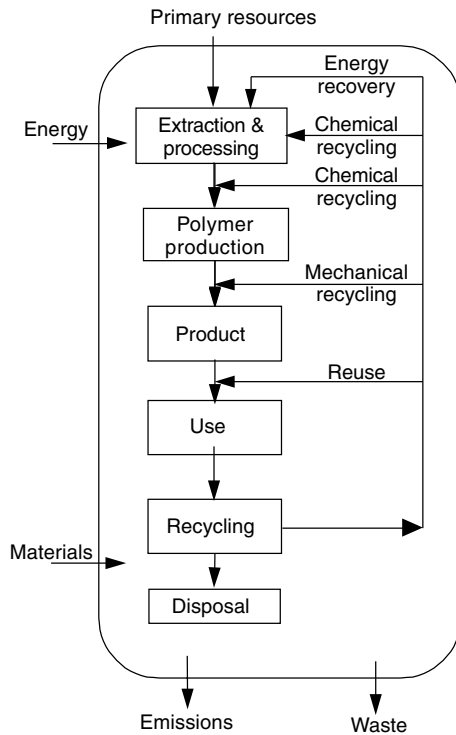 Primary resources
Energy
recovery
Energy
Extraction &
processing
Chemical
recycling
Chemical
recycling
Polymer
production
Mechanical
recycling
Product
Reuse
Use
Recycling
Materials
Disposal
Emissions
Waste